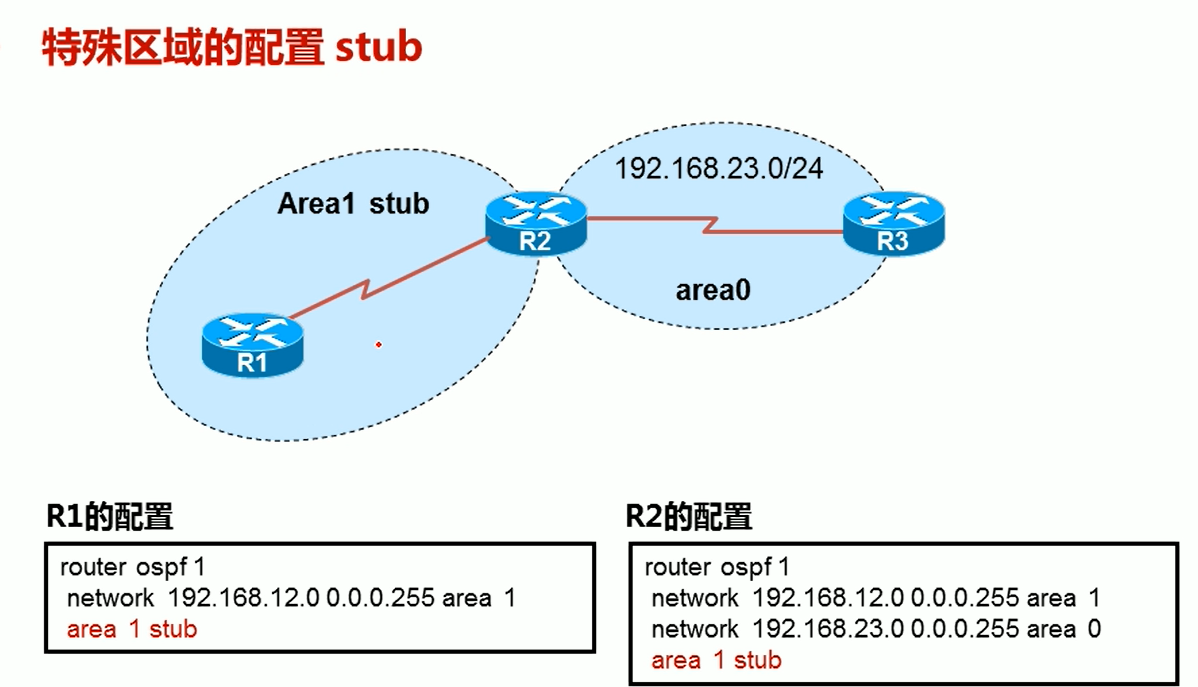 特殊区域的配置 stub
192.168.23.0/24
Area1 stub
R2
R3
area0
R1
R1的配置
router ospf 1
network 192.168.12.0 0.0.0.255 area 1
area 1 stub
R2的配置
router ospf 1
network 192.168.12.0 0.0.0.255 area 1
network 192.168.23.0 0.0.0.255 area 0
area 1 stub